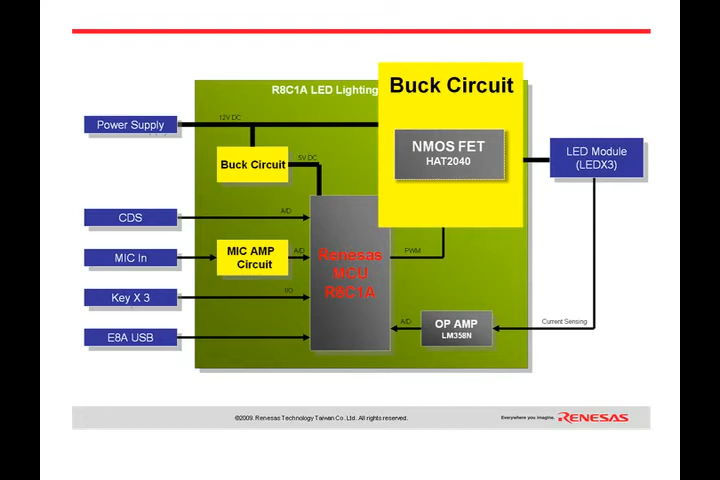 R8C1A LED Lighting
Buck Circuit
12V DC
Power Supply
NMOS FET
HAT2040
LED Module
(LEDX3)
Buck Circuit
5V DC
CDS
A/D
MIC In
MIC AMP
Circuit
A/D
Renesas
MCU
R8C1A
PWM
Key X 3
I/O
E8A USB
A/D
OP AMP
LM358N
Current Sensing
©2009. Renesas Technology Taiwan Co. Ltd. All rights reserved.
Everywhere you imagine.
RENESAS